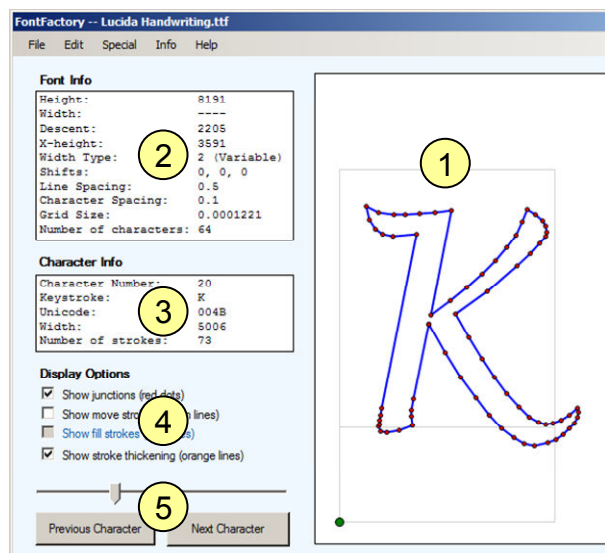 FontFactory -- Lucida Handwriting.ttf
File Edit Special Info Help
Font Info
Height: 8191
Width: ----
Descent: 2205
X-height: 3591
Width Type: 2 (Variable)
Shifts: 0, 0, 0
Line Spacing: 0.5
Character Spacing: 0.1
Grid Size: 0.0001221
Number of characters: 64
2
1
Character Info
Character Number: 20
Keystroke: K
Unicode: 004B
Width: 5006
Number of strokes: 73
3
Display Options
Show junctions (red dots)
Show move lines)
Show fill strokes
Show stroke thickening (orange lines)
4
5
Previous Character Next Character